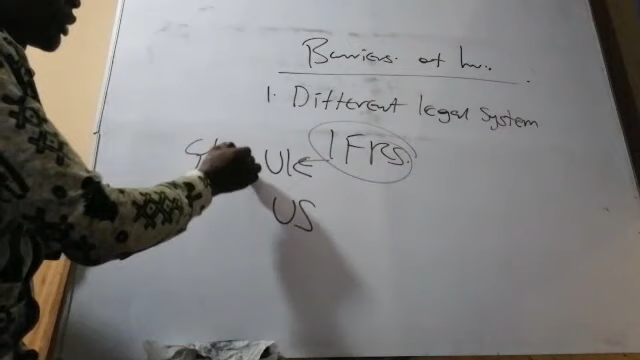 Barriers of
1. Different legal System
UK IFRS
US